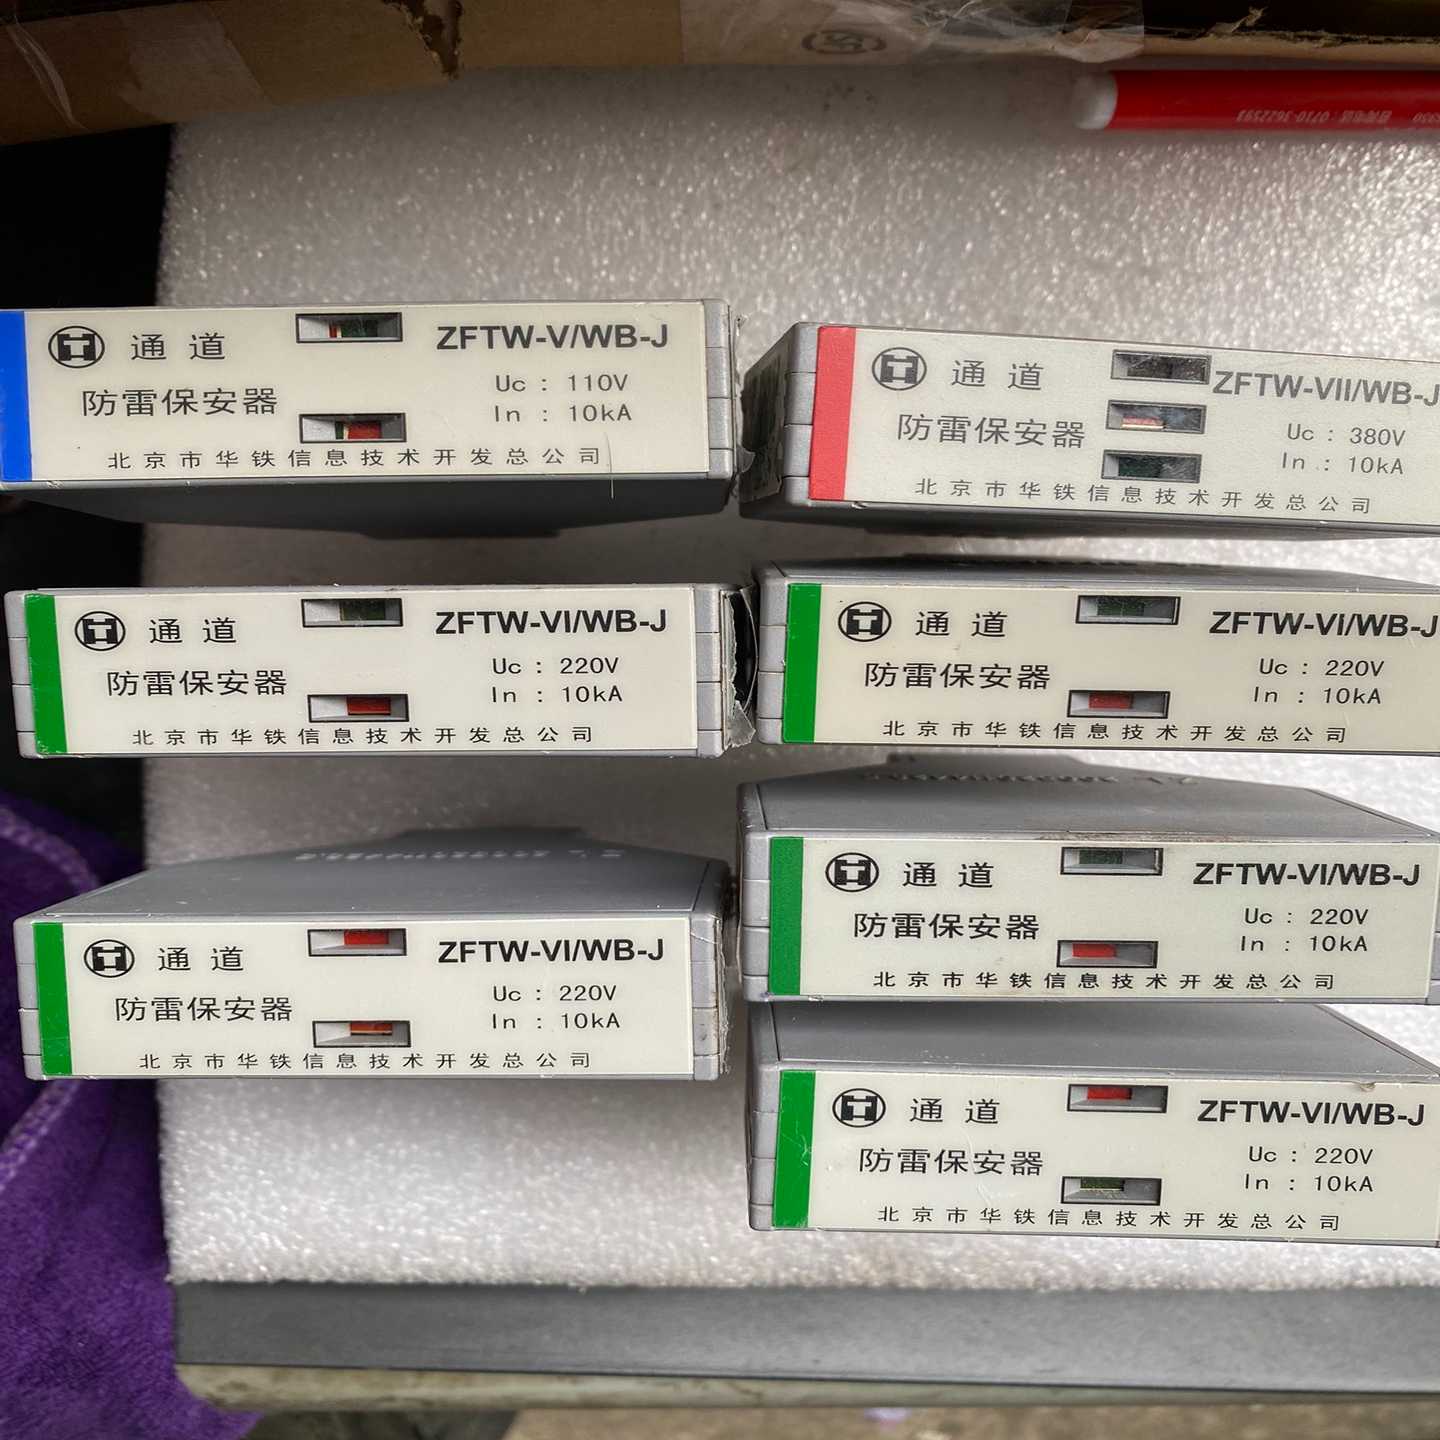 通道
ZFTW-V/WB-J
防雷保安器
Uc : 110V
In : 10kA
北京市华铁信息技术开发总公司
通道
ZFTW-VII/WB-J
防雷保安器
Uc : 380V
In : 10kA
北京市华铁信息技术开发总公司
通道
ZFTW-VI/WB-J
防雷保安器
Uc : 220V
In : 10kA
北京市华铁信息技术开发总公司
通道
ZFTW-VI/WB-J
防雷保安器
Uc : 220V
In : 10kA
北京市华铁信息技术开发总公司
通道
ZFTW-VI/WB-J
防雷保安器
Uc : 220V
In : 10kA
北京市华铁信息技术开发总公司
通道
ZFTW-VI/WB-J
防雷保安器
Uc : 220V
In : 10kA
北京市华铁信息技术开发总公司
通道
ZFTW-VI/WB-J
防雷保安器
Uc : 220V
In : 10kA
北京市华铁信息技术开发总公司
0710-3622593